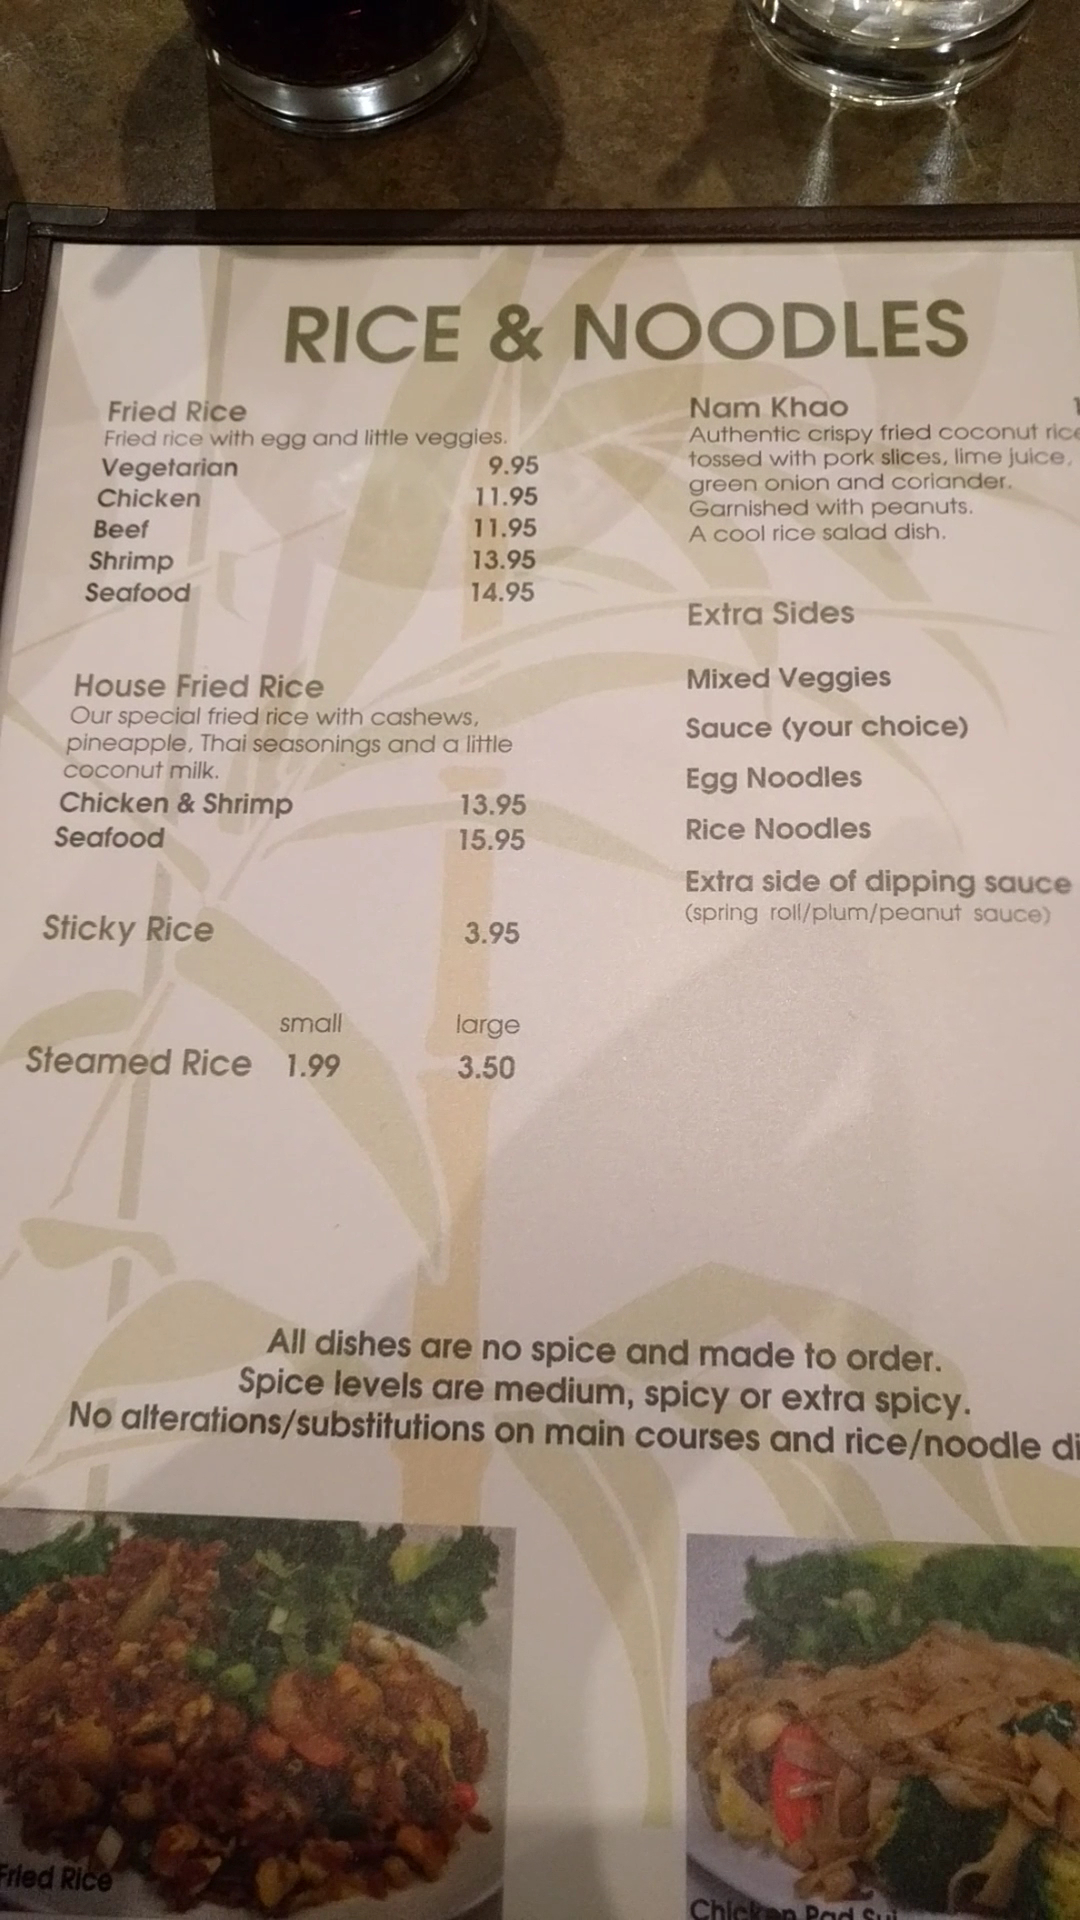 RICE & NOODLES
Fried Rice
Fried rice with egg and little veggies.
Vegetarian 9.95
Chicken 11.95
Beef 11.95
Shrimp 13.95
Seafood 14.95
House Fried Rice
Our special fried rice with cashews,
pineapple, Thai seasonings and a little
coconut milk.
Chicken & Shrimp 13.95
Seafood 15.95
Sticky Rice 3.95
small large
Steamed Rice 1.99 3.50
Nam Khao
Authentic crispy fried coconut rice
tossed with pork slices, lime juice,
green onion and coriander.
Garnished with peanuts.
A cool rice salad dish.
Extra Sides
Mixed Veggies
Sauce (your choice)
Egg Noodles
Rice Noodles
Extra side of dipping sauce
(spring roll/plum/peanut sauce)
All dishes are no spice and made to order.
Spice levels are medium, spicy or extra spicy.
No alterations/substitutions on main courses and rice/noodle
Fried Rice
Chicken Pad